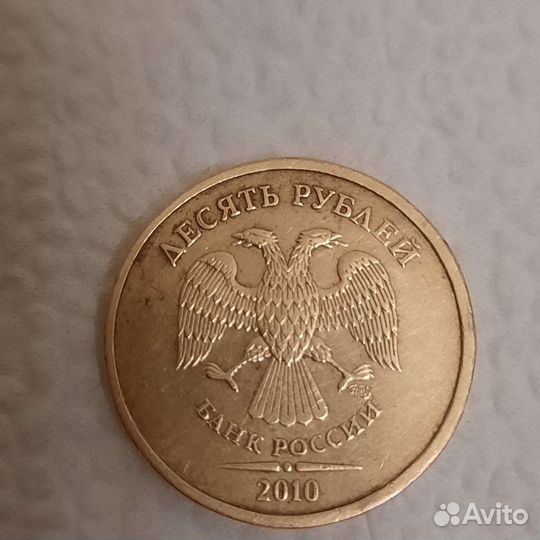 ДЕСЯТЬ РУБЛЕЙ
БАНК РОССИИ
2010
Avito